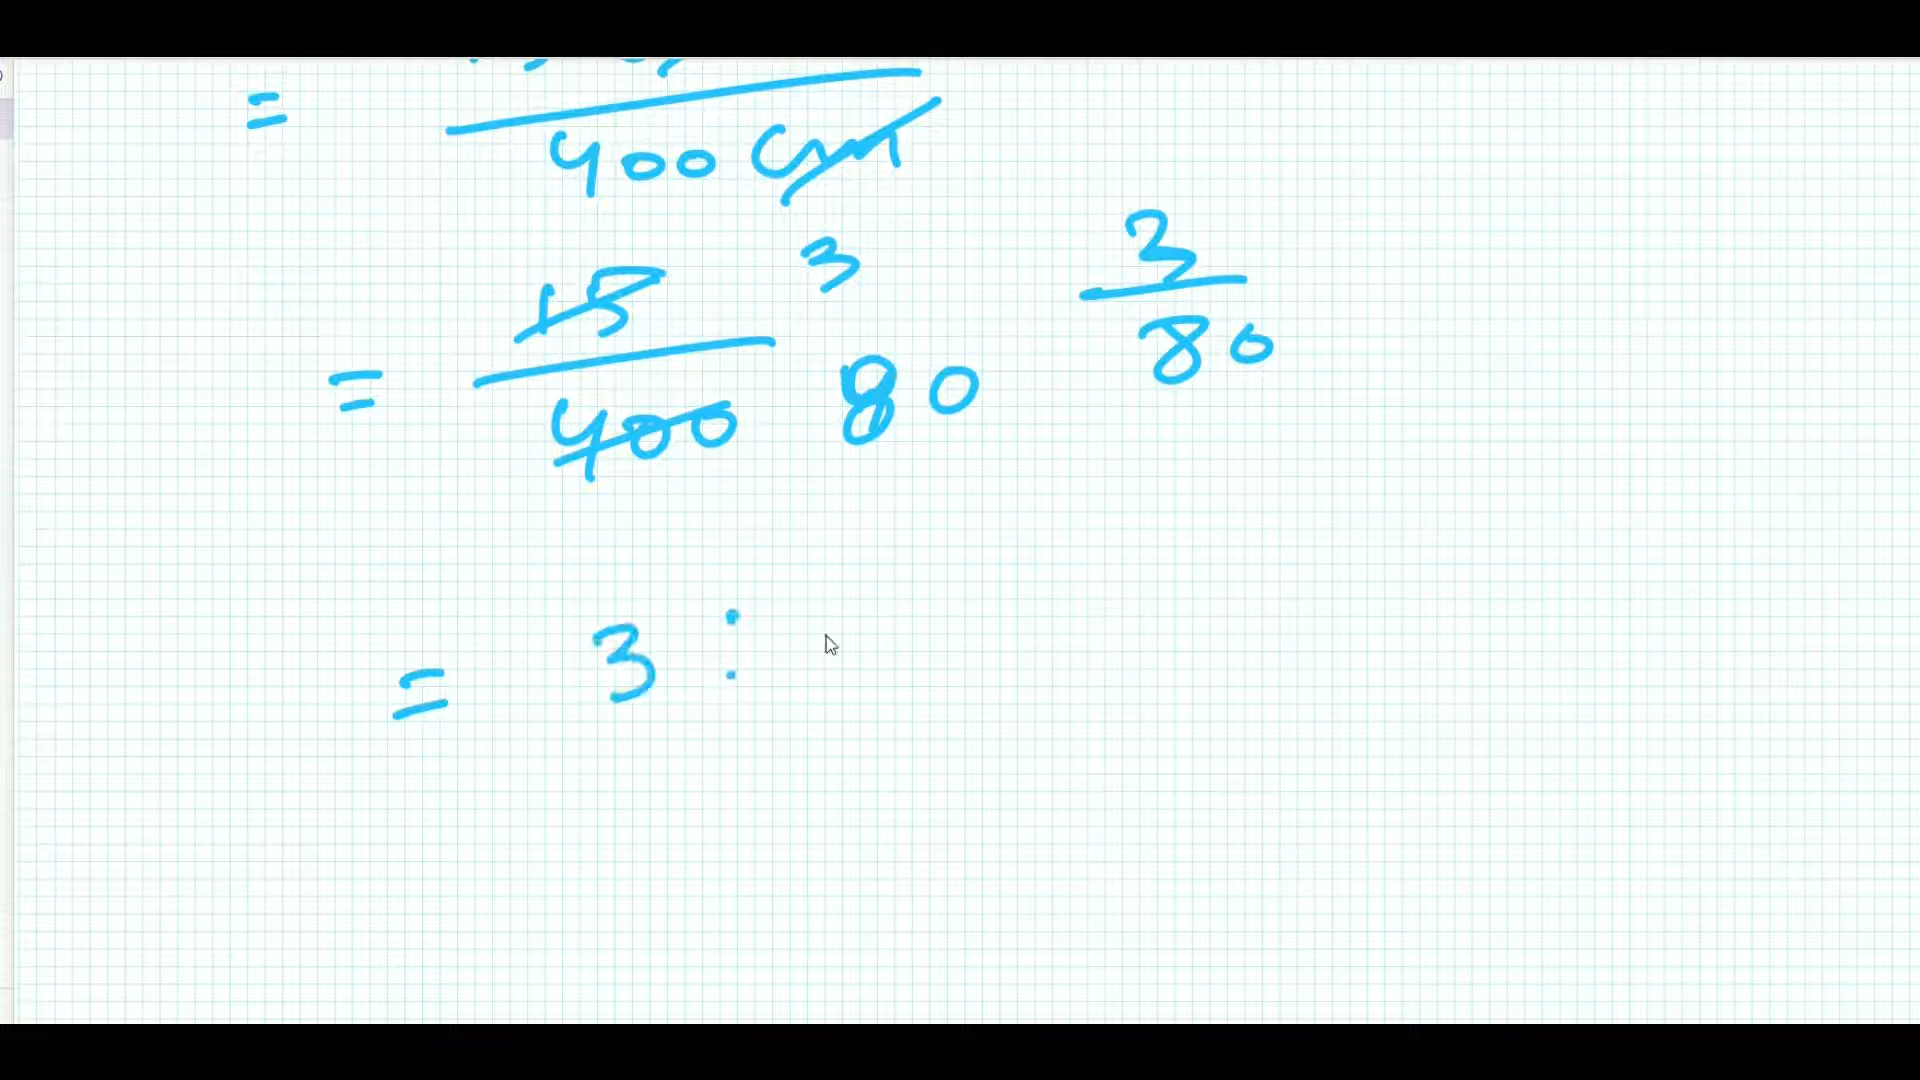 =
400 cm
= 15/400 3/80 3/80
= 3 :